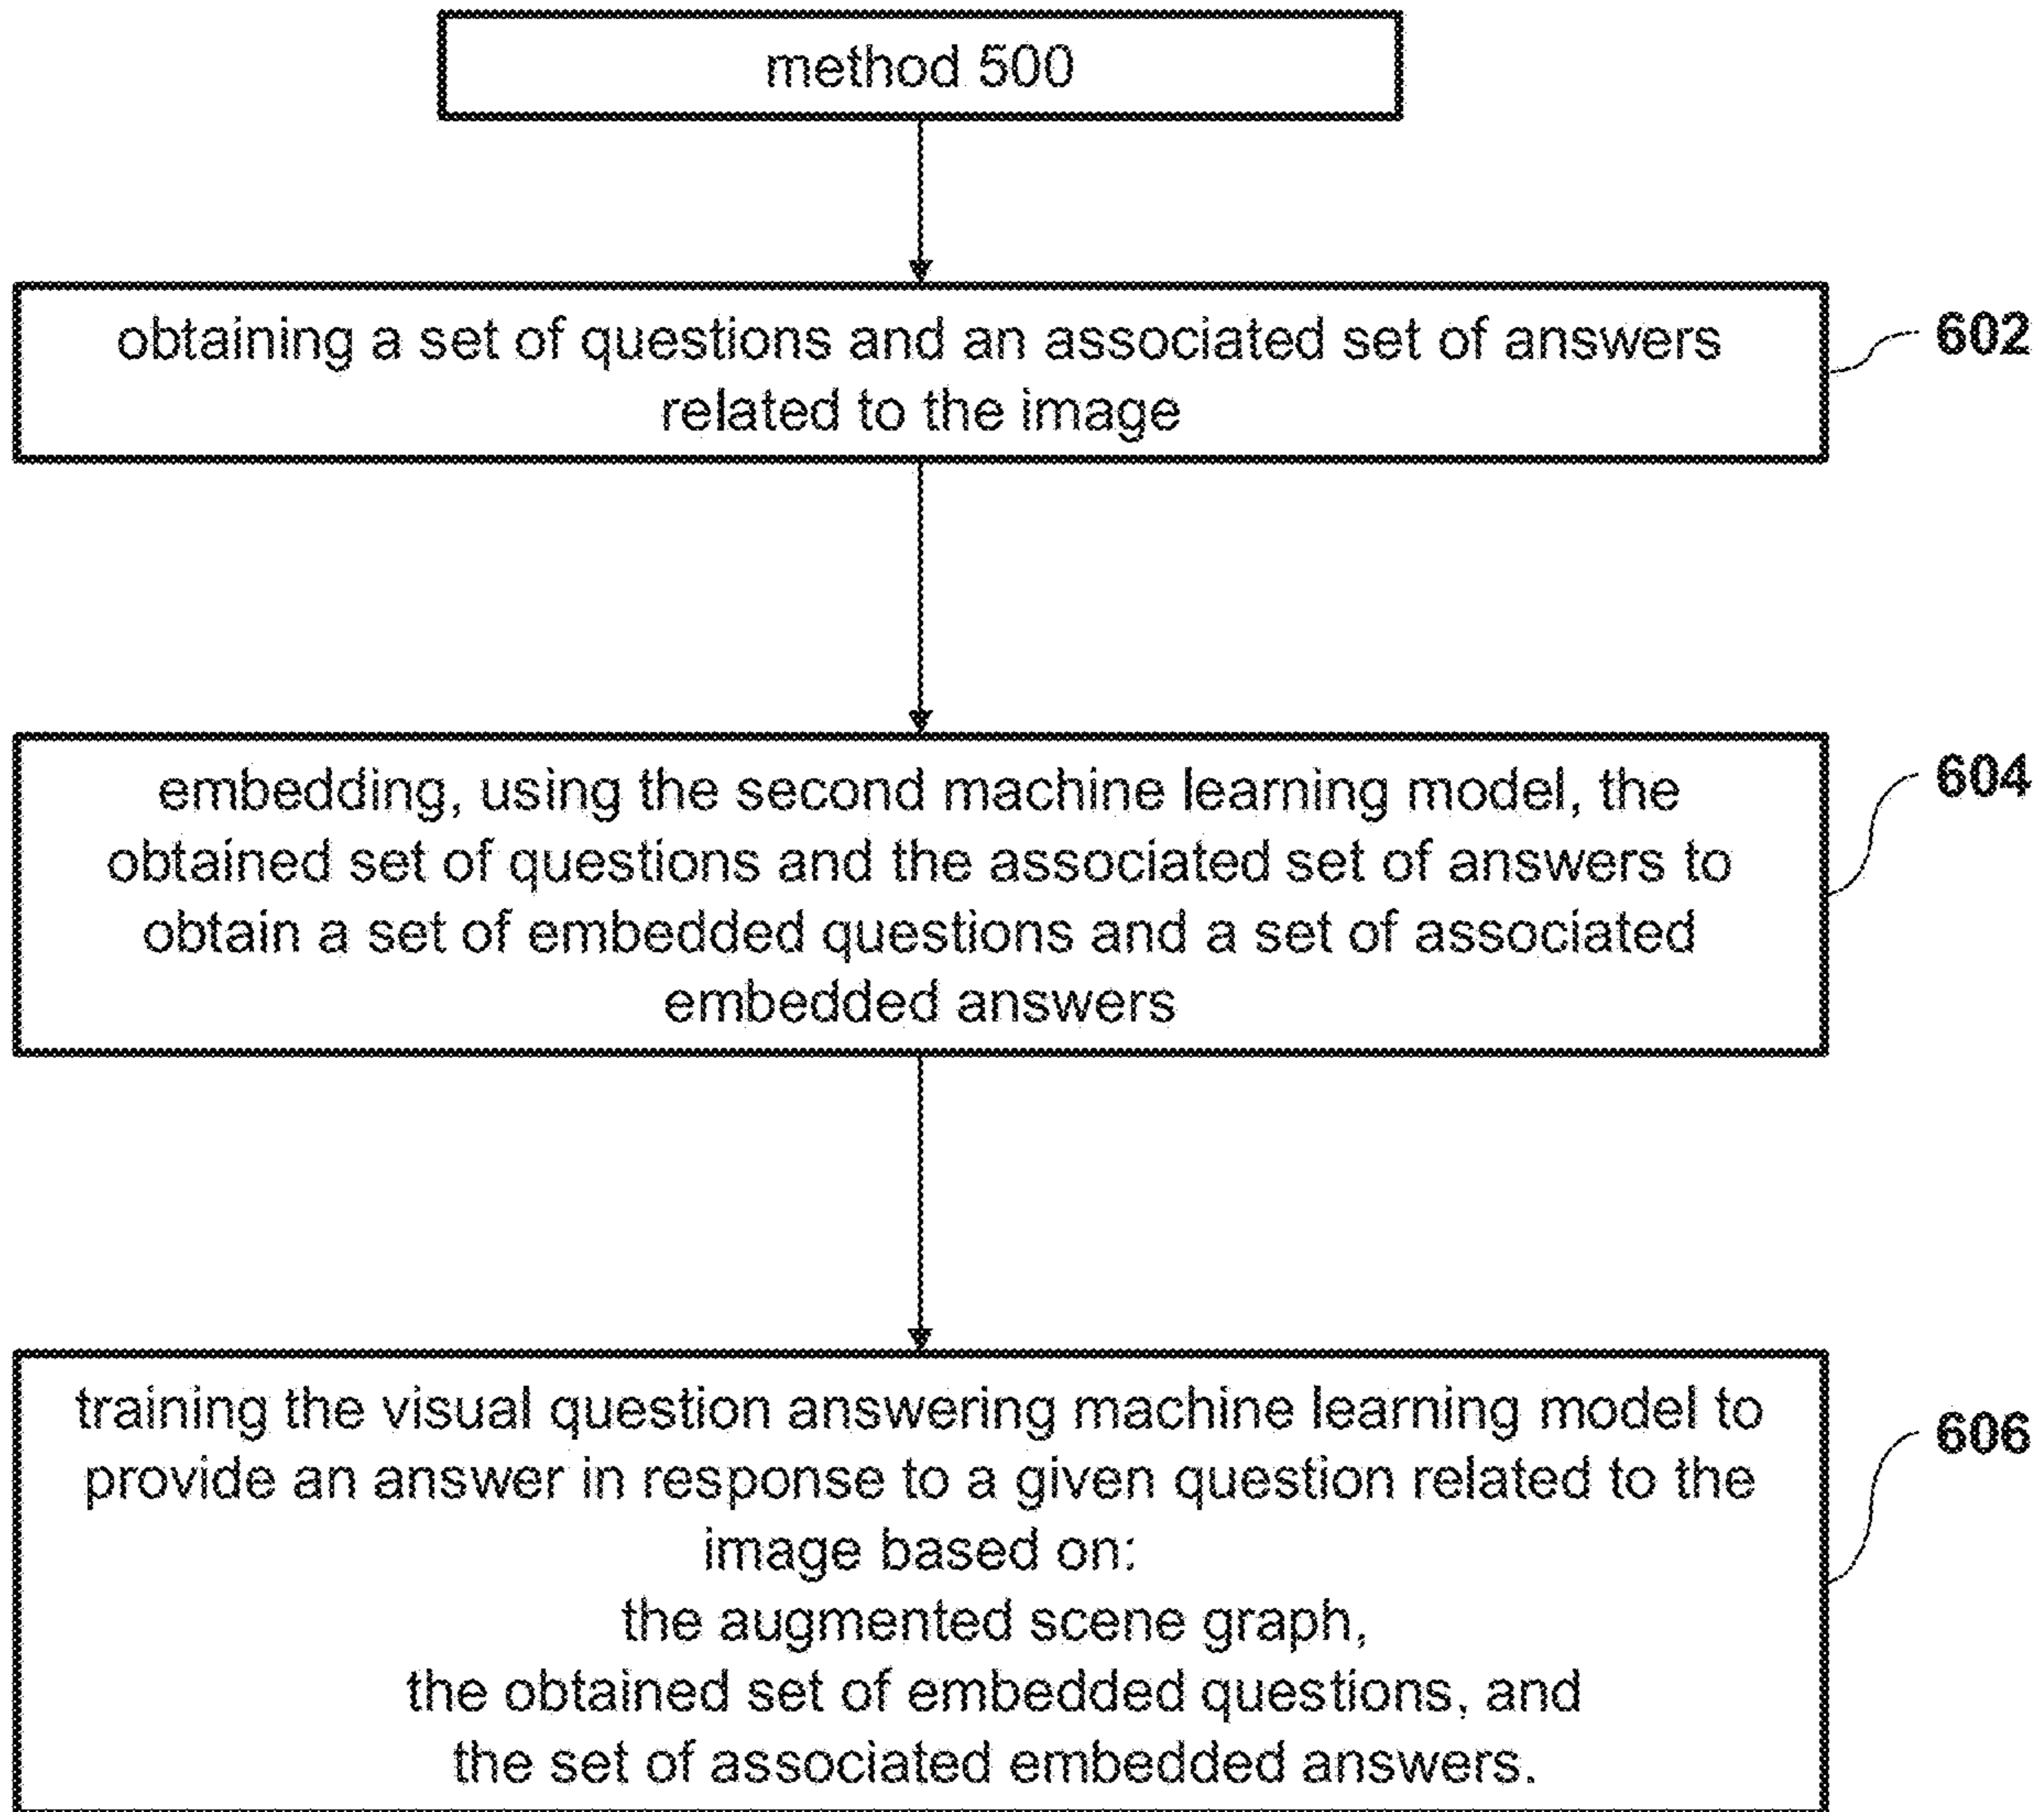 method 500
obtaining a set of questions and an associated set of answers
related to the image
602
embedding, using the second machine learning model, the
obtained set of questions and the associated set of answers to
obtain a set of embedded questions and a set of associated
embedded answers
604
training the visual question answering machine learning model to
provide an answer in response to a given question related to the
image based on:
the augmented scene graph,
the obtained set of embedded questions, and
the set of associated embedded answers.
606